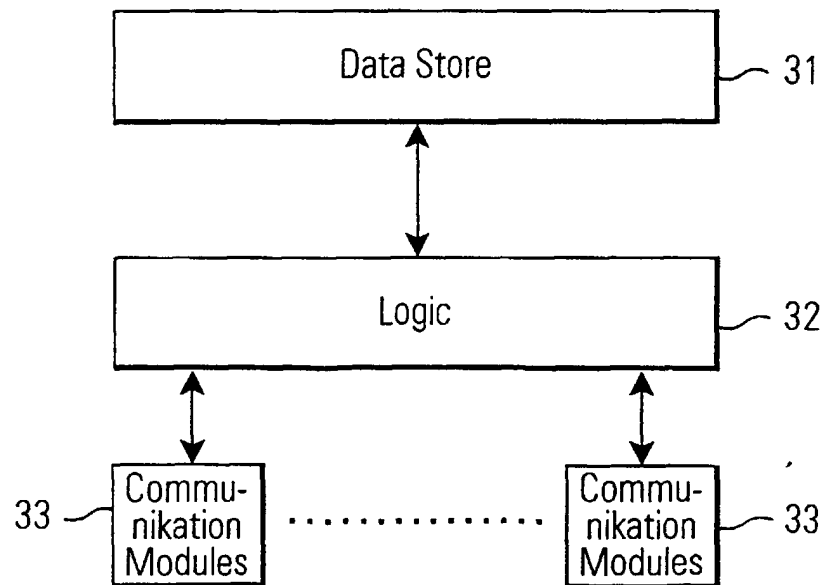 Data Store
31
Logic
32
33
Commu-
nikation
Modules
Commu-
nikation
Modules
33